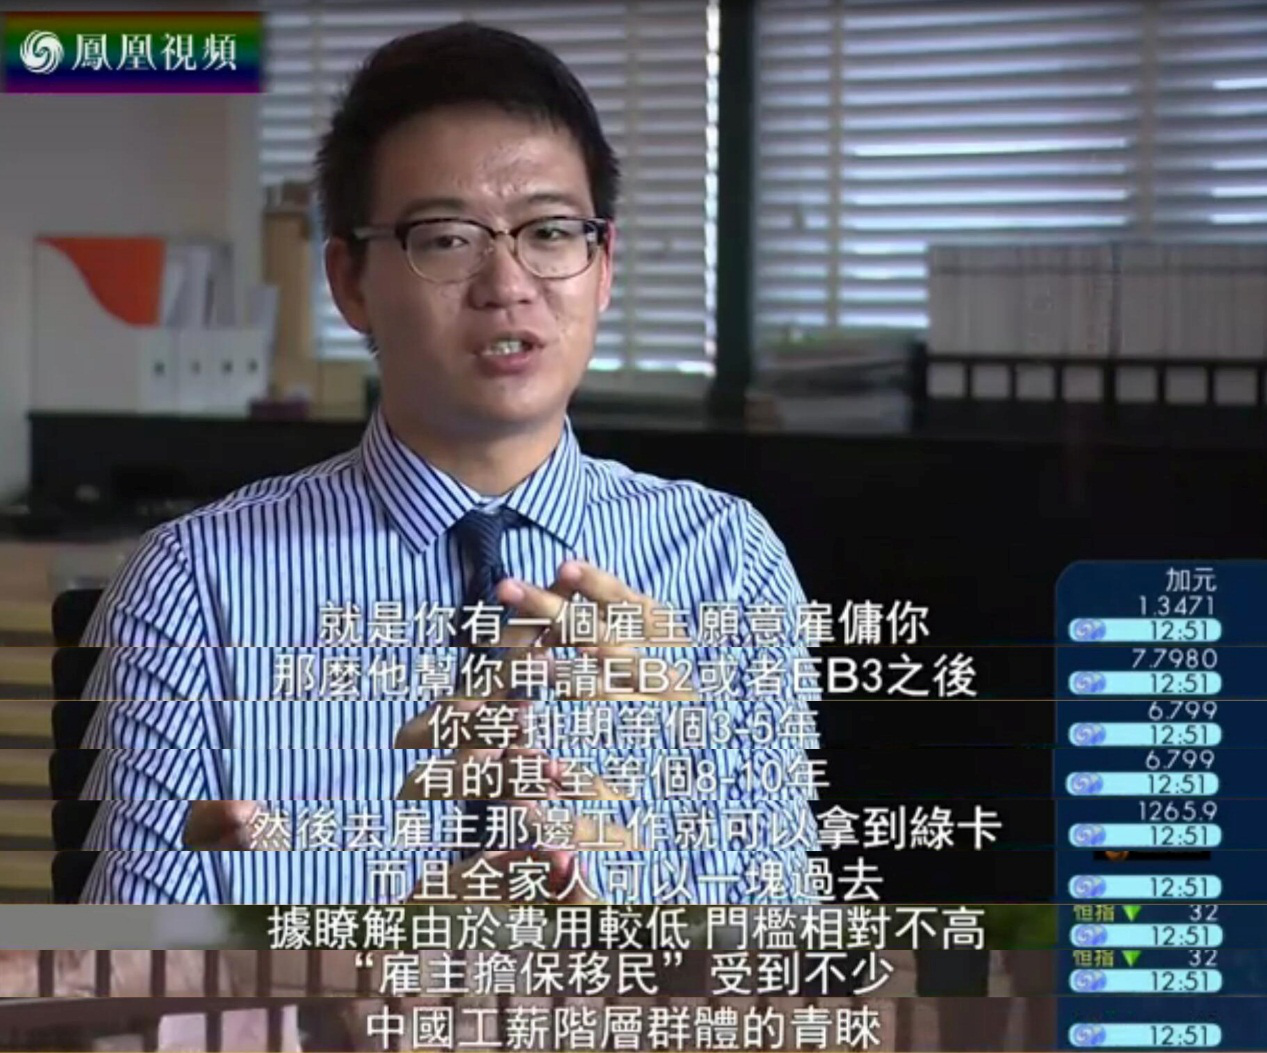 鳳凰視頻
加元
1.3471
就是你有一個雇主願意雇傭你
12:51
7.7980
那麼他幫你申請EB2或者EB3之後
12:51
6.799
你等排期等個3-5年
12:51
6.799
有的甚至等個8-10年
12:51
1265.9
然後去雇主那邊工作就可以拿到綠卡
12:51
而且全家人可以一塊過去
12:51
恒指▼ 32
據瞭解由於費用較低 門檻相對不高
12:51
恒指▼ 32
“雇主擔保移民”受到不少
12:51
中國工薪階層群體的青睞
12:51